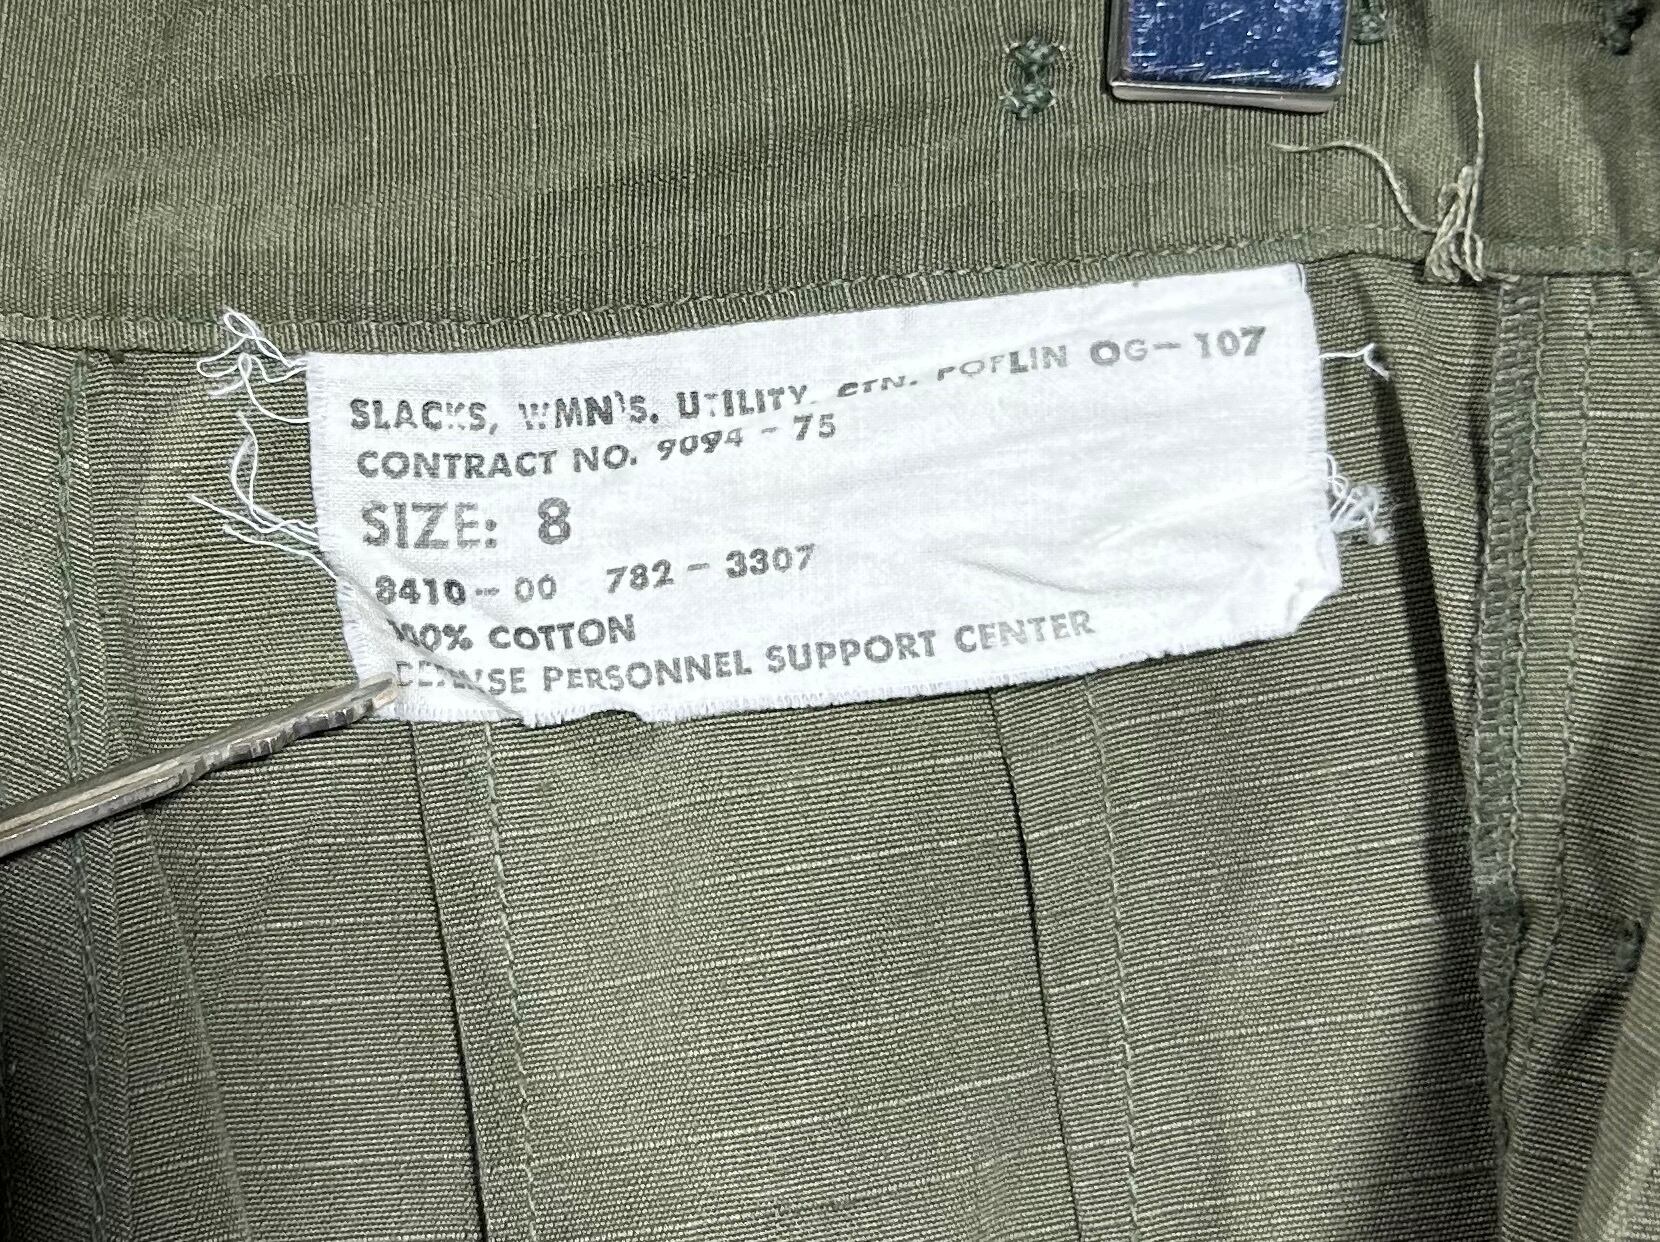 SLACKS, WMN'S. UTILITY. CTN. POPLIN OG-107
CONTRACT NO. 9094-75
SIZE: 8
8410-00 782-3307
100% COTTON
DEFENSE PERSONNEL SUPPORT CENTER